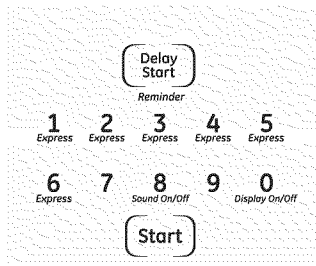 Delay
Start
Reminder
1 2 3 4 5
Express Express Express Express Express
6 7 8 9 0
Express Sound On/Off Display On/Off
Start